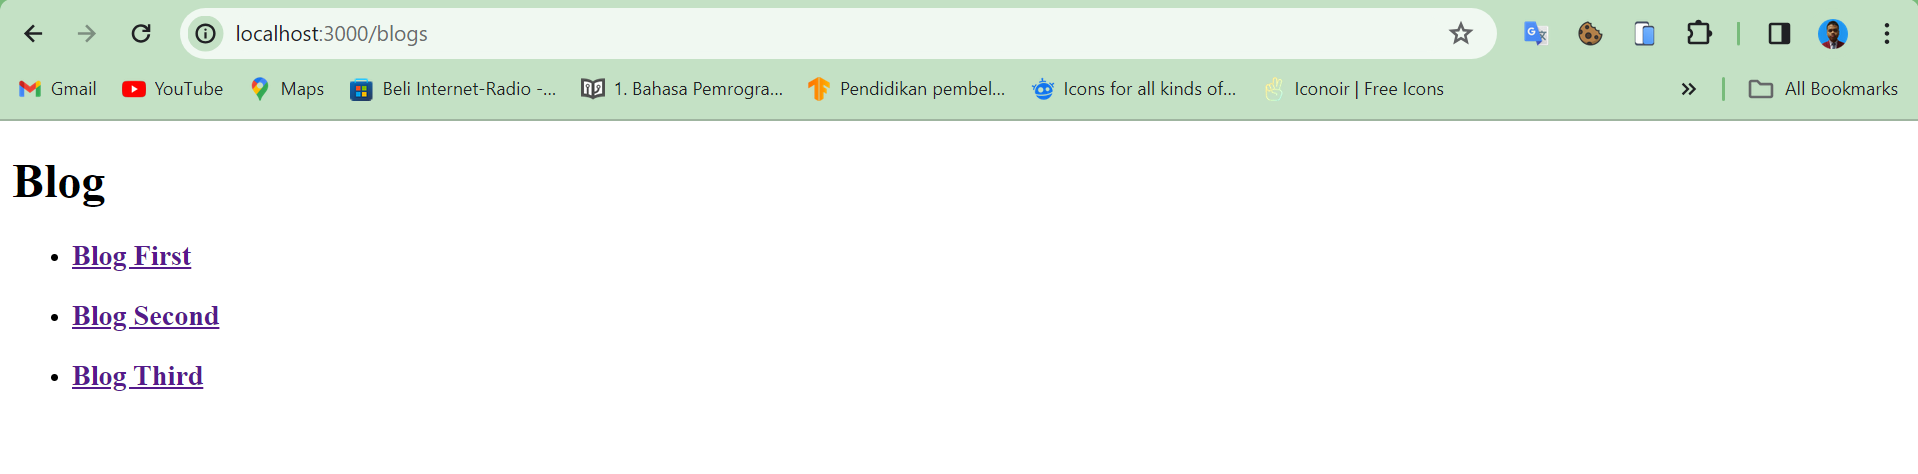 localhost:3000/blogs
Gmail YouTube Maps Beli Internet-Radio -... 1. Bahasa Pemrogra... Pendidikan pembel... Icons for all kinds of... Iconoir | Free Icons » All Bookmarks
Blog
• Blog First
• Blog Second
• Blog Third